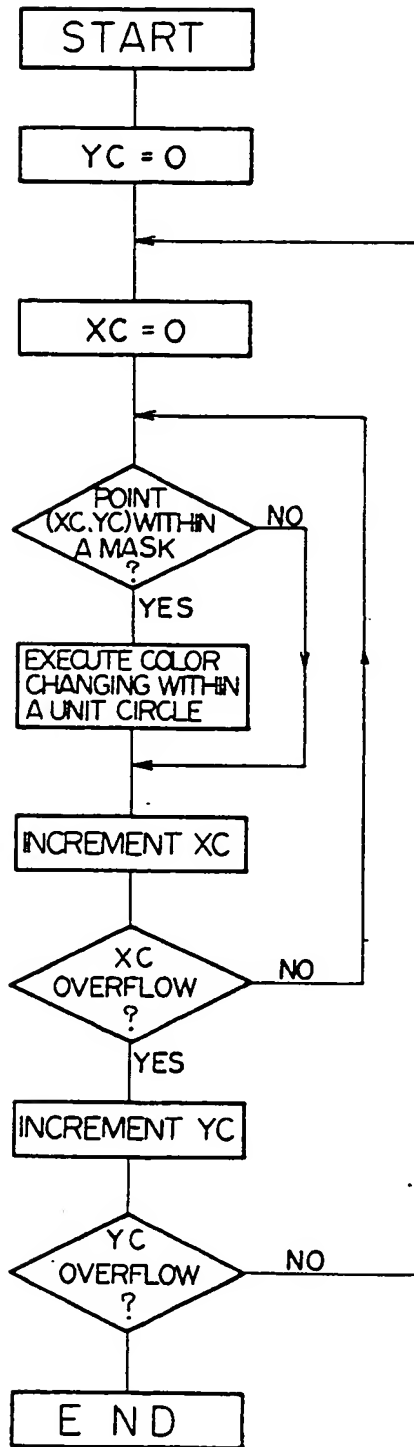 START
YC = 0
XC = 0
POINT
(XC.YC) WITHIN
A MASK
?
NO
YES
EXECUTE COLOR
CHANGING WITHIN
A UNIT CIRCLE
INCREMENT XC
XC
OVERFLOW
?
NO
YES
INCREMENT YC
YC
OVERFLOW
?
NO
END